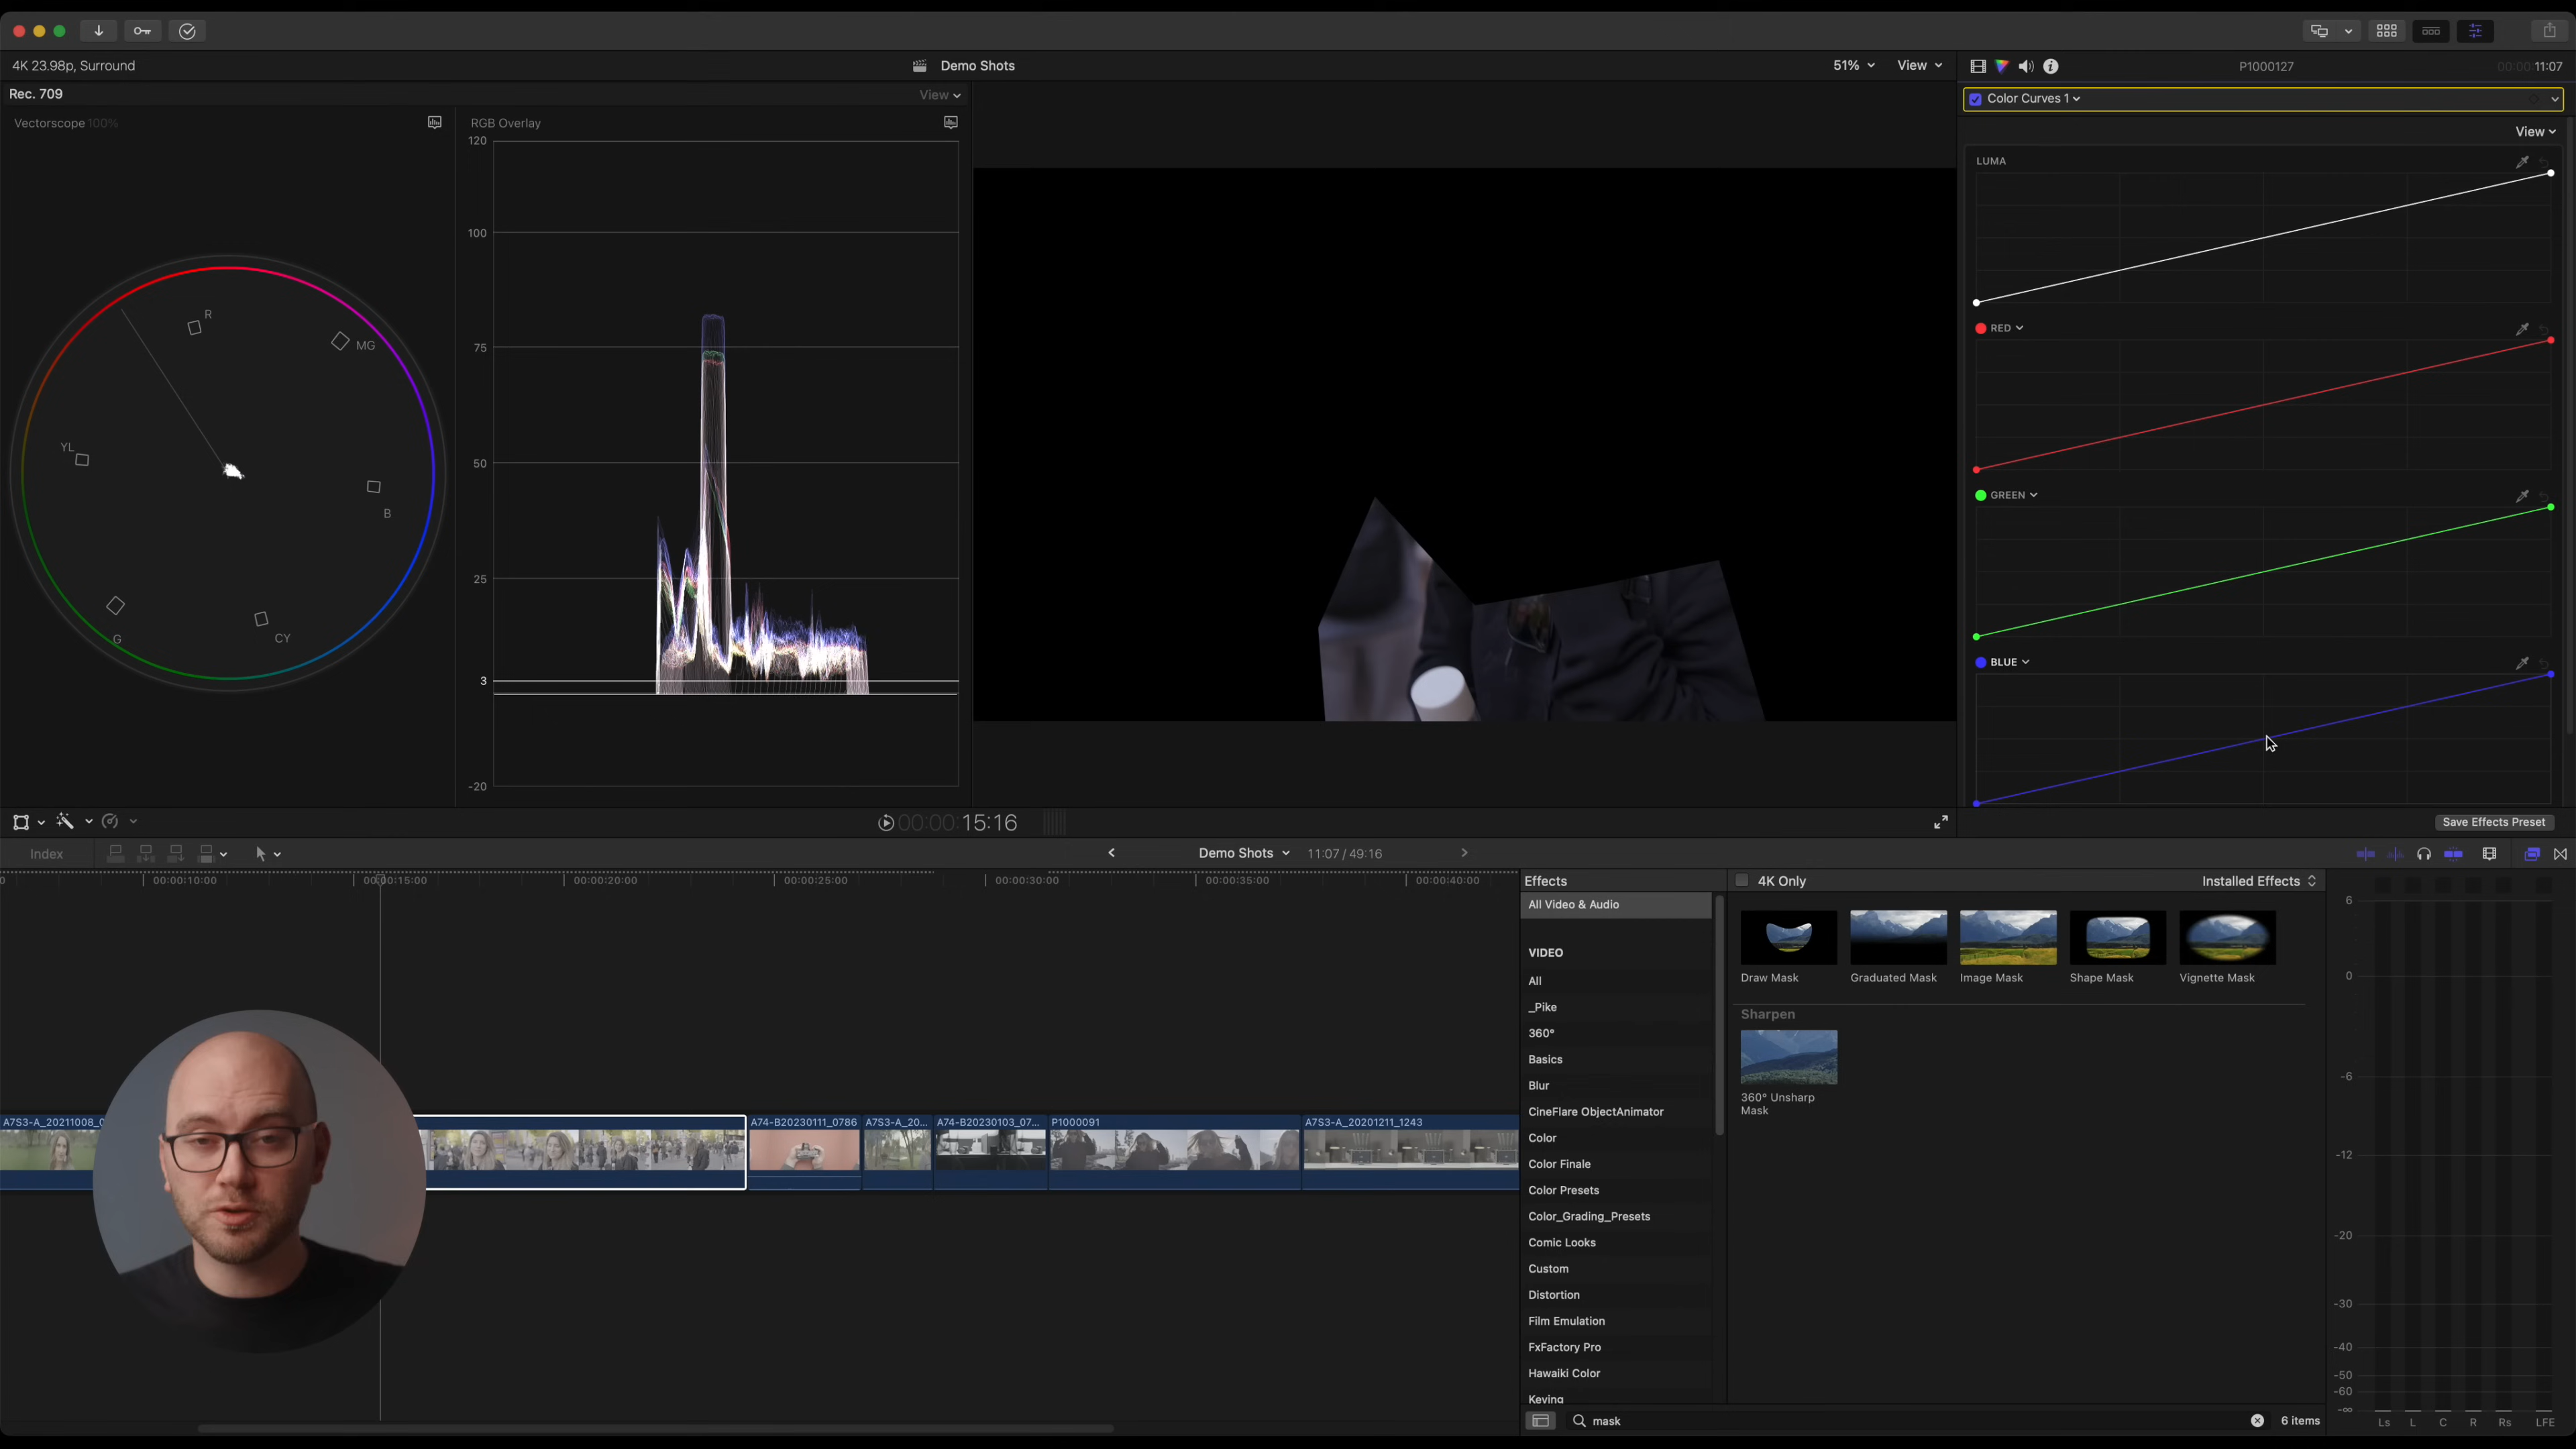 4K 23.98p, Surround
Demo Shots
51%
View
P1000127
00:00:11:07
Rec. 709
View
Color Curves 1
Vectorscope 100%
RGB Overlay
View
120
100
75
50
25
3
-20
R
MG
YL
B
G
CY
LUMA
RED
GREEN
BLUE
00:00:15:16
Save Effects Preset
Index
Demo Shots
11:07 / 49:16
0
00:00:10:00
00:00:15:00
00:00:20:00
00:00:25:00
00:00:30:00
00:00:35:00
00:00:40:00
A7S3-A_20211008_0
A74-B20230111_0786
A7S3-A_20...
A74-B20230103_07...
P1000091
A7S3-A_20201211_1243
Effects
4K Only
Installed Effects
All Video & Audio
VIDEO
All
_Pike
360°
Basics
Blur
CineFlare ObjectAnimator
Color
Color Finale
Color Presets
Color_Grading_Presets
Comic Looks
Custom
Distortion
Film Emulation
FxFactory Pro
Hawaiki Color
Keying
Draw Mask
Graduated Mask
Image Mask
Shape Mask
Vignette Mask
Sharpen
360° Unsharp
Mask
mask
6 items
6
0
-6
-12
-20
-30
-40
-50
-60
-∞
Ls
L
C
R
Rs
LFE